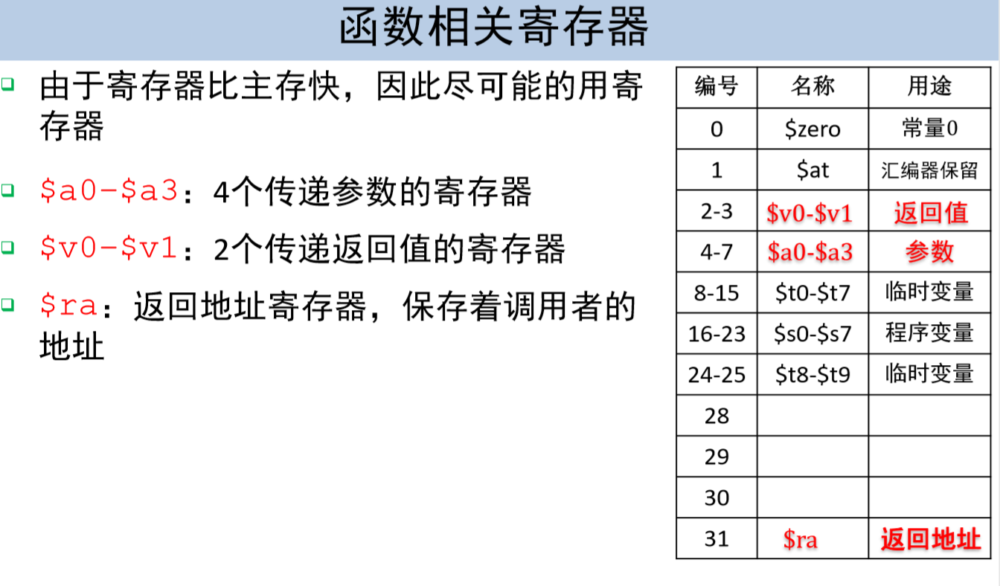 函数相关寄存器
由于寄存器比主存快，因此尽可能的用寄
存器
$a0-$a3：4个传递参数的寄存器
$v0-$v1：2个传递返回值的寄存器
$ra：返回地址寄存器，保存着调用者的
地址
编号 名称 用途
0 $zero 常量0
1 $at 汇编器保留
2-3 $v0-$v1 返回值
4-7 $a0-$a3 参数
8-15 $t0-$t7 临时变量
16-23 $s0-$s7 程序变量
24-25 $t8-$t9 临时变量
28
29
30
31 $ra 返回地址